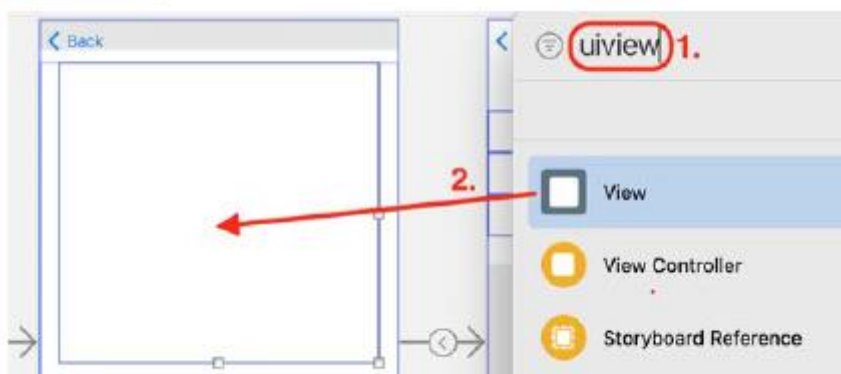 Back
uiview 1.
2.
View
View Controller
Storyboard Reference